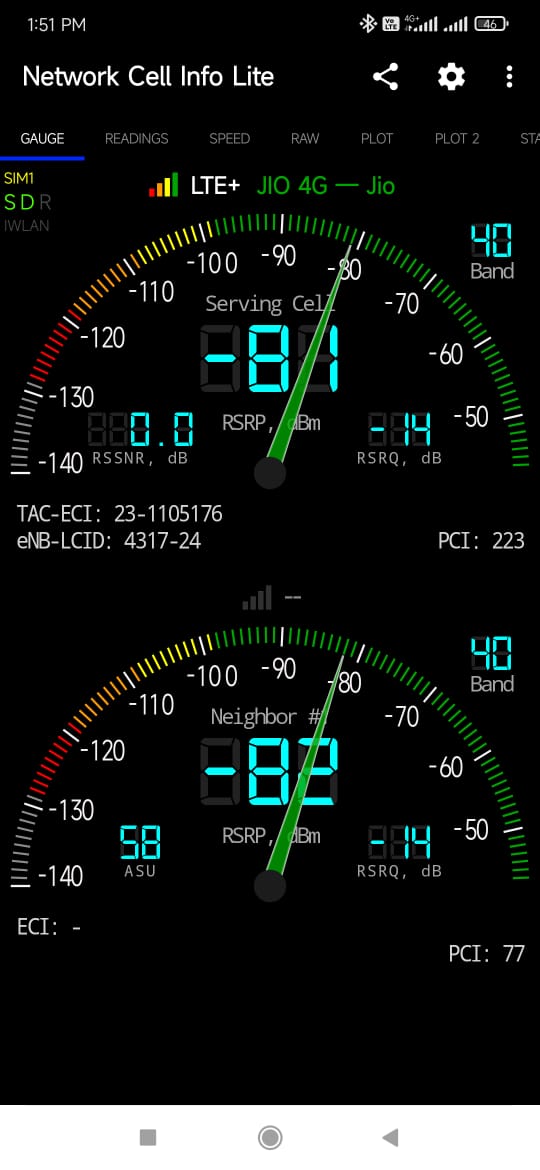 1:51 PM Vo LTE 4G+ 46
Network Cell Info Lite
GAUGE READINGS SPEED RAW PLOT PLOT 2 STA
SIM1
S D R
IWLAN
LTE+ JIO 4G — Jio
40
Band
-140 -130 -120 -110 -100 -90 -80 -70 -60 -50
Serving Cell
-81
RSRP, dBm
0.0
RSSNR, dB
-14
RSRQ, dB
TAC-ECI: 23-1105176
eNB-LCID: 4317-24
PCI: 223
--
40
Band
-140 -130 -120 -110 -100 -90 -80 -70 -60 -50
Neighbor #
-82
RSRP, dBm
58
ASU
-14
RSRQ, dB
ECI: -
PCI: 77